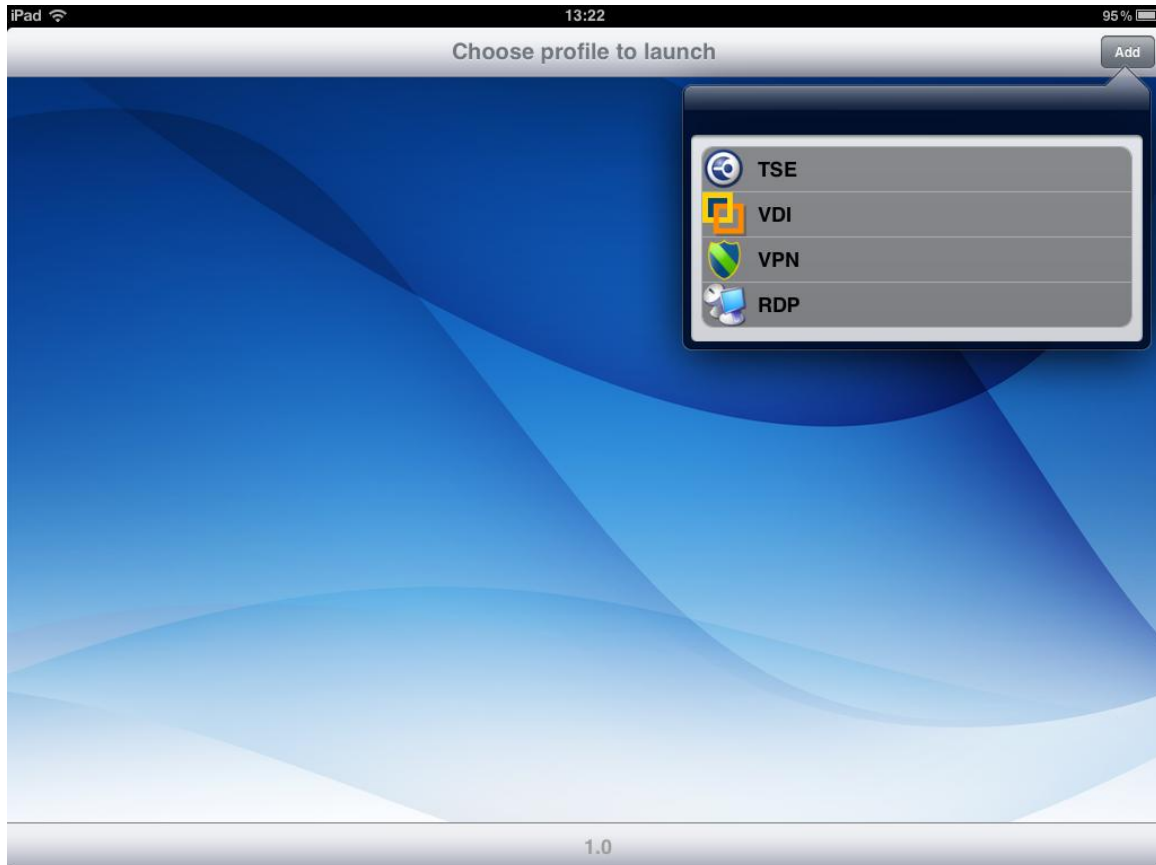 iPad 13:22 95%
Choose profile to launch Add
TSE
VDI
VPN
RDP
1.0